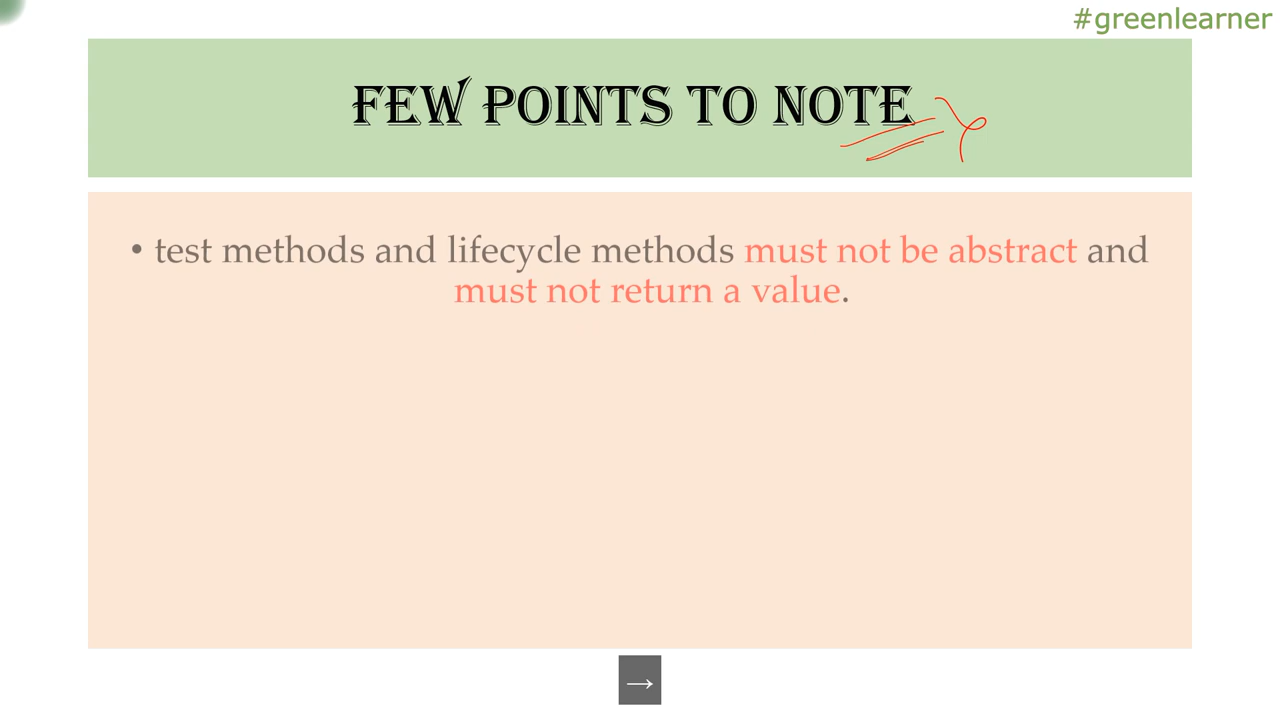 #greenlearner
FEW POINTS TO NOTE
• test methods and lifecycle methods must not be abstract and
must not return a value.
→